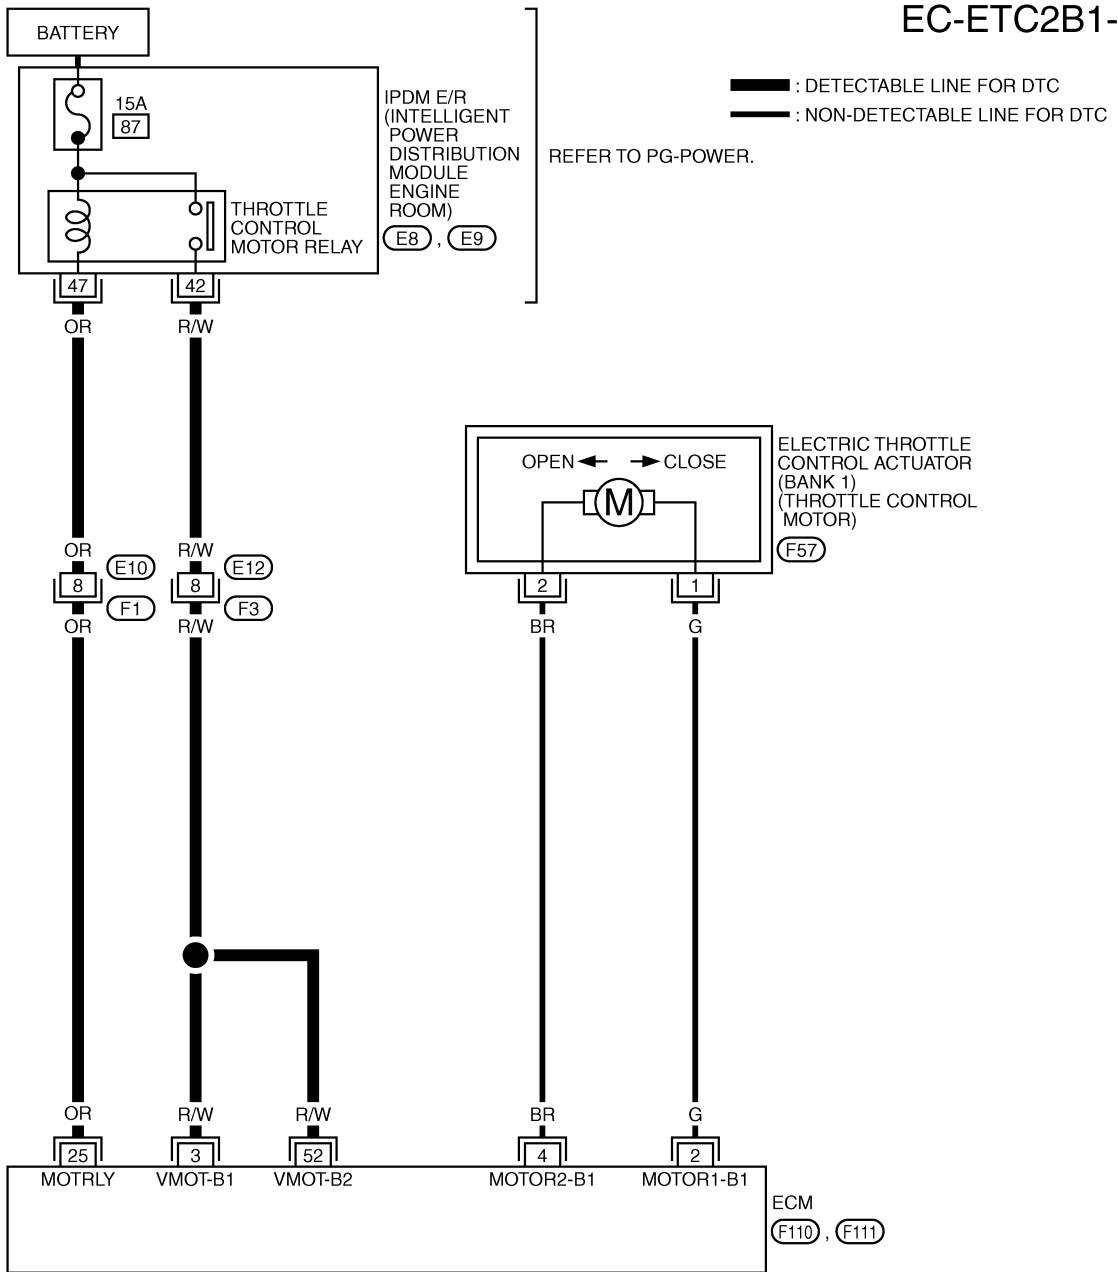 EC-ETC2B1-
BATTERY
: DETECTABLE LINE FOR DTC
: NON-DETECTABLE LINE FOR DTC
15A
87
IPDM E/R
(INTELLIGENT
POWER
DISTRIBUTION
MODULE
ENGINE
ROOM)
E8 , E9
REFER TO PG-POWER.
THROTTLE
CONTROL
MOTOR RELAY
47 42
OR R/W
OPEN CLOSE
M
ELECTRIC THROTTLE
CONTROL ACTUATOR
(BANK 1)
(THROTTLE CONTROL
MOTOR)
F57
OR R/W
E10 E12
8 8
F1 F3
OR R/W
2 1
BR G
OR R/W R/W BR G
25 3 52 4 2
MOTRLY VMOT-B1 VMOT-B2 MOTOR2-B1 MOTOR1-B1
ECM
F110 , F111